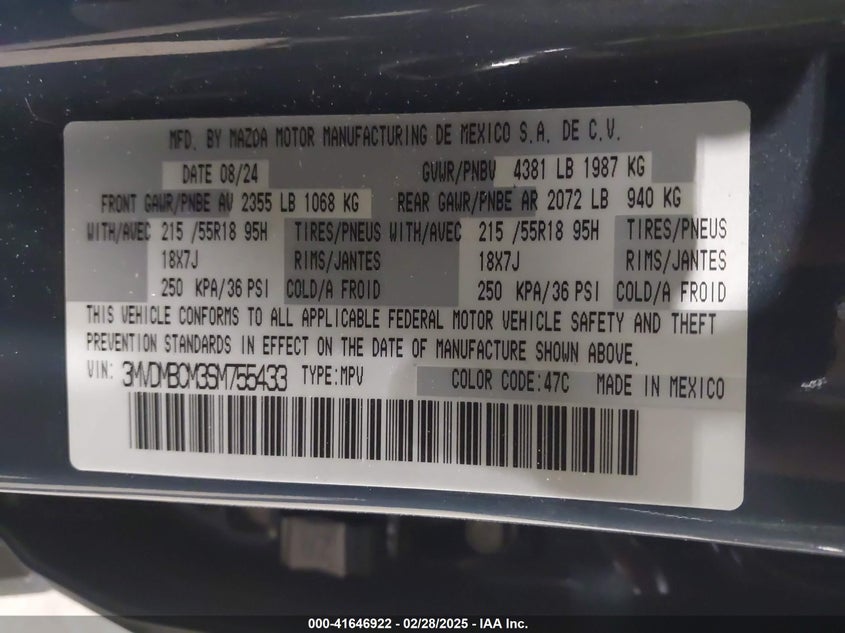 MFD. BY MAZDA MOTOR MANUFACTURING DE MEXICO S.A. DE C.V.
DATE 08/24 GVWR/PNBV 4381 LB 1987 KG
FRONT GAWR/PNBE AV 2355 LB 1068 KG REAR GAWR/PNBE AR 2072 LB 940 KG
WITH/AVEC 215 /55R18 95H TIRES/PNEUS WITH/AVEC 215 /55R18 95H TIRES/PNEUS
18X7J RIMS/JANTES 18X7J RIMS/JANTES
250 KPA/36 PSI COLD/A FROID 250 KPA/36 PSI COLD/A FROID
THIS VEHICLE CONFORMS TO ALL APPLICABLE FEDERAL MOTOR VEHICLE SAFETY AND THEFT
PREVENTION STANDARDS IN EFFECT ON THE DATE OF MANUFACTURE SHOWN ABOVE.
VIN: 3MVDMBCM3SM755433 TYPE:MPV COLOR CODE:47C MADE IN MEXICO
000-41646922 - 02/28/2025 - IAA Inc.